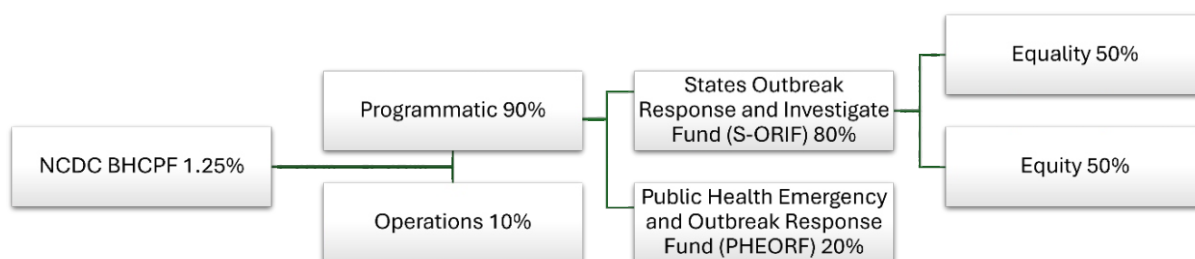 NCDC BHCPF 1.25%
Programmatic 90%
Operations 10%
States Outbreak
Response and Investigate
Fund (S-ORIF) 80%
Public Health Emergency
and Outbreak Response
Fund (PHEORF) 20%
Equality 50%
Equity 50%